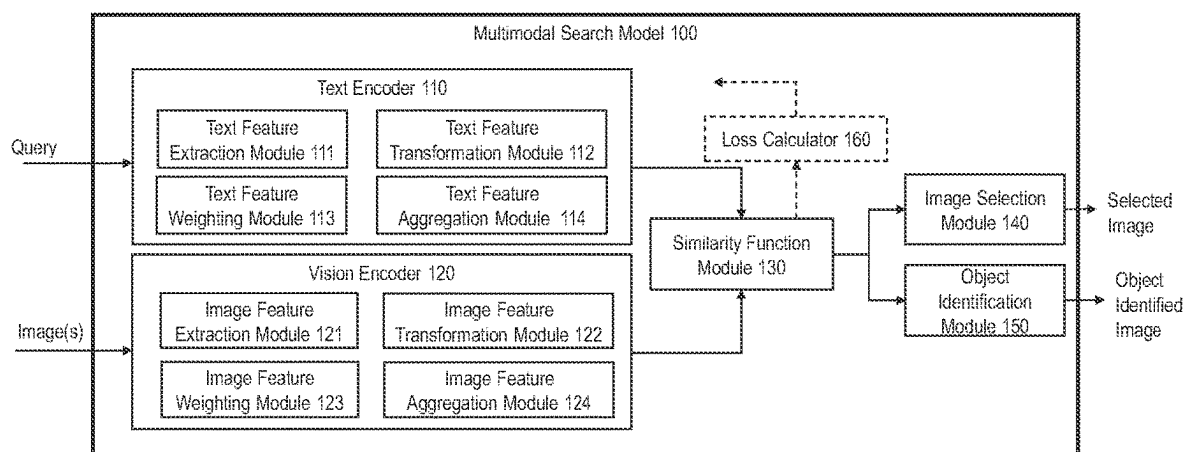 Multimodal Search Model 100
Text Encoder 110
Text Feature
Extraction Module 111
Text Feature
Transformation Module 112
Text Feature
Weighting Module 113
Text Feature
Aggregation Module 114
Query
Loss Calculator 160
Vision Encoder 120
Image Feature
Extraction Module 121
Image Feature
Transformation Module 122
Image Feature
Weighting Module 123
Image Feature
Aggregation Module 124
Image(s)
Similarity Function
Module 130
Image Selection
Module 140
Selected
Image
Object
Identification
Module 150
Object
Identified
Image